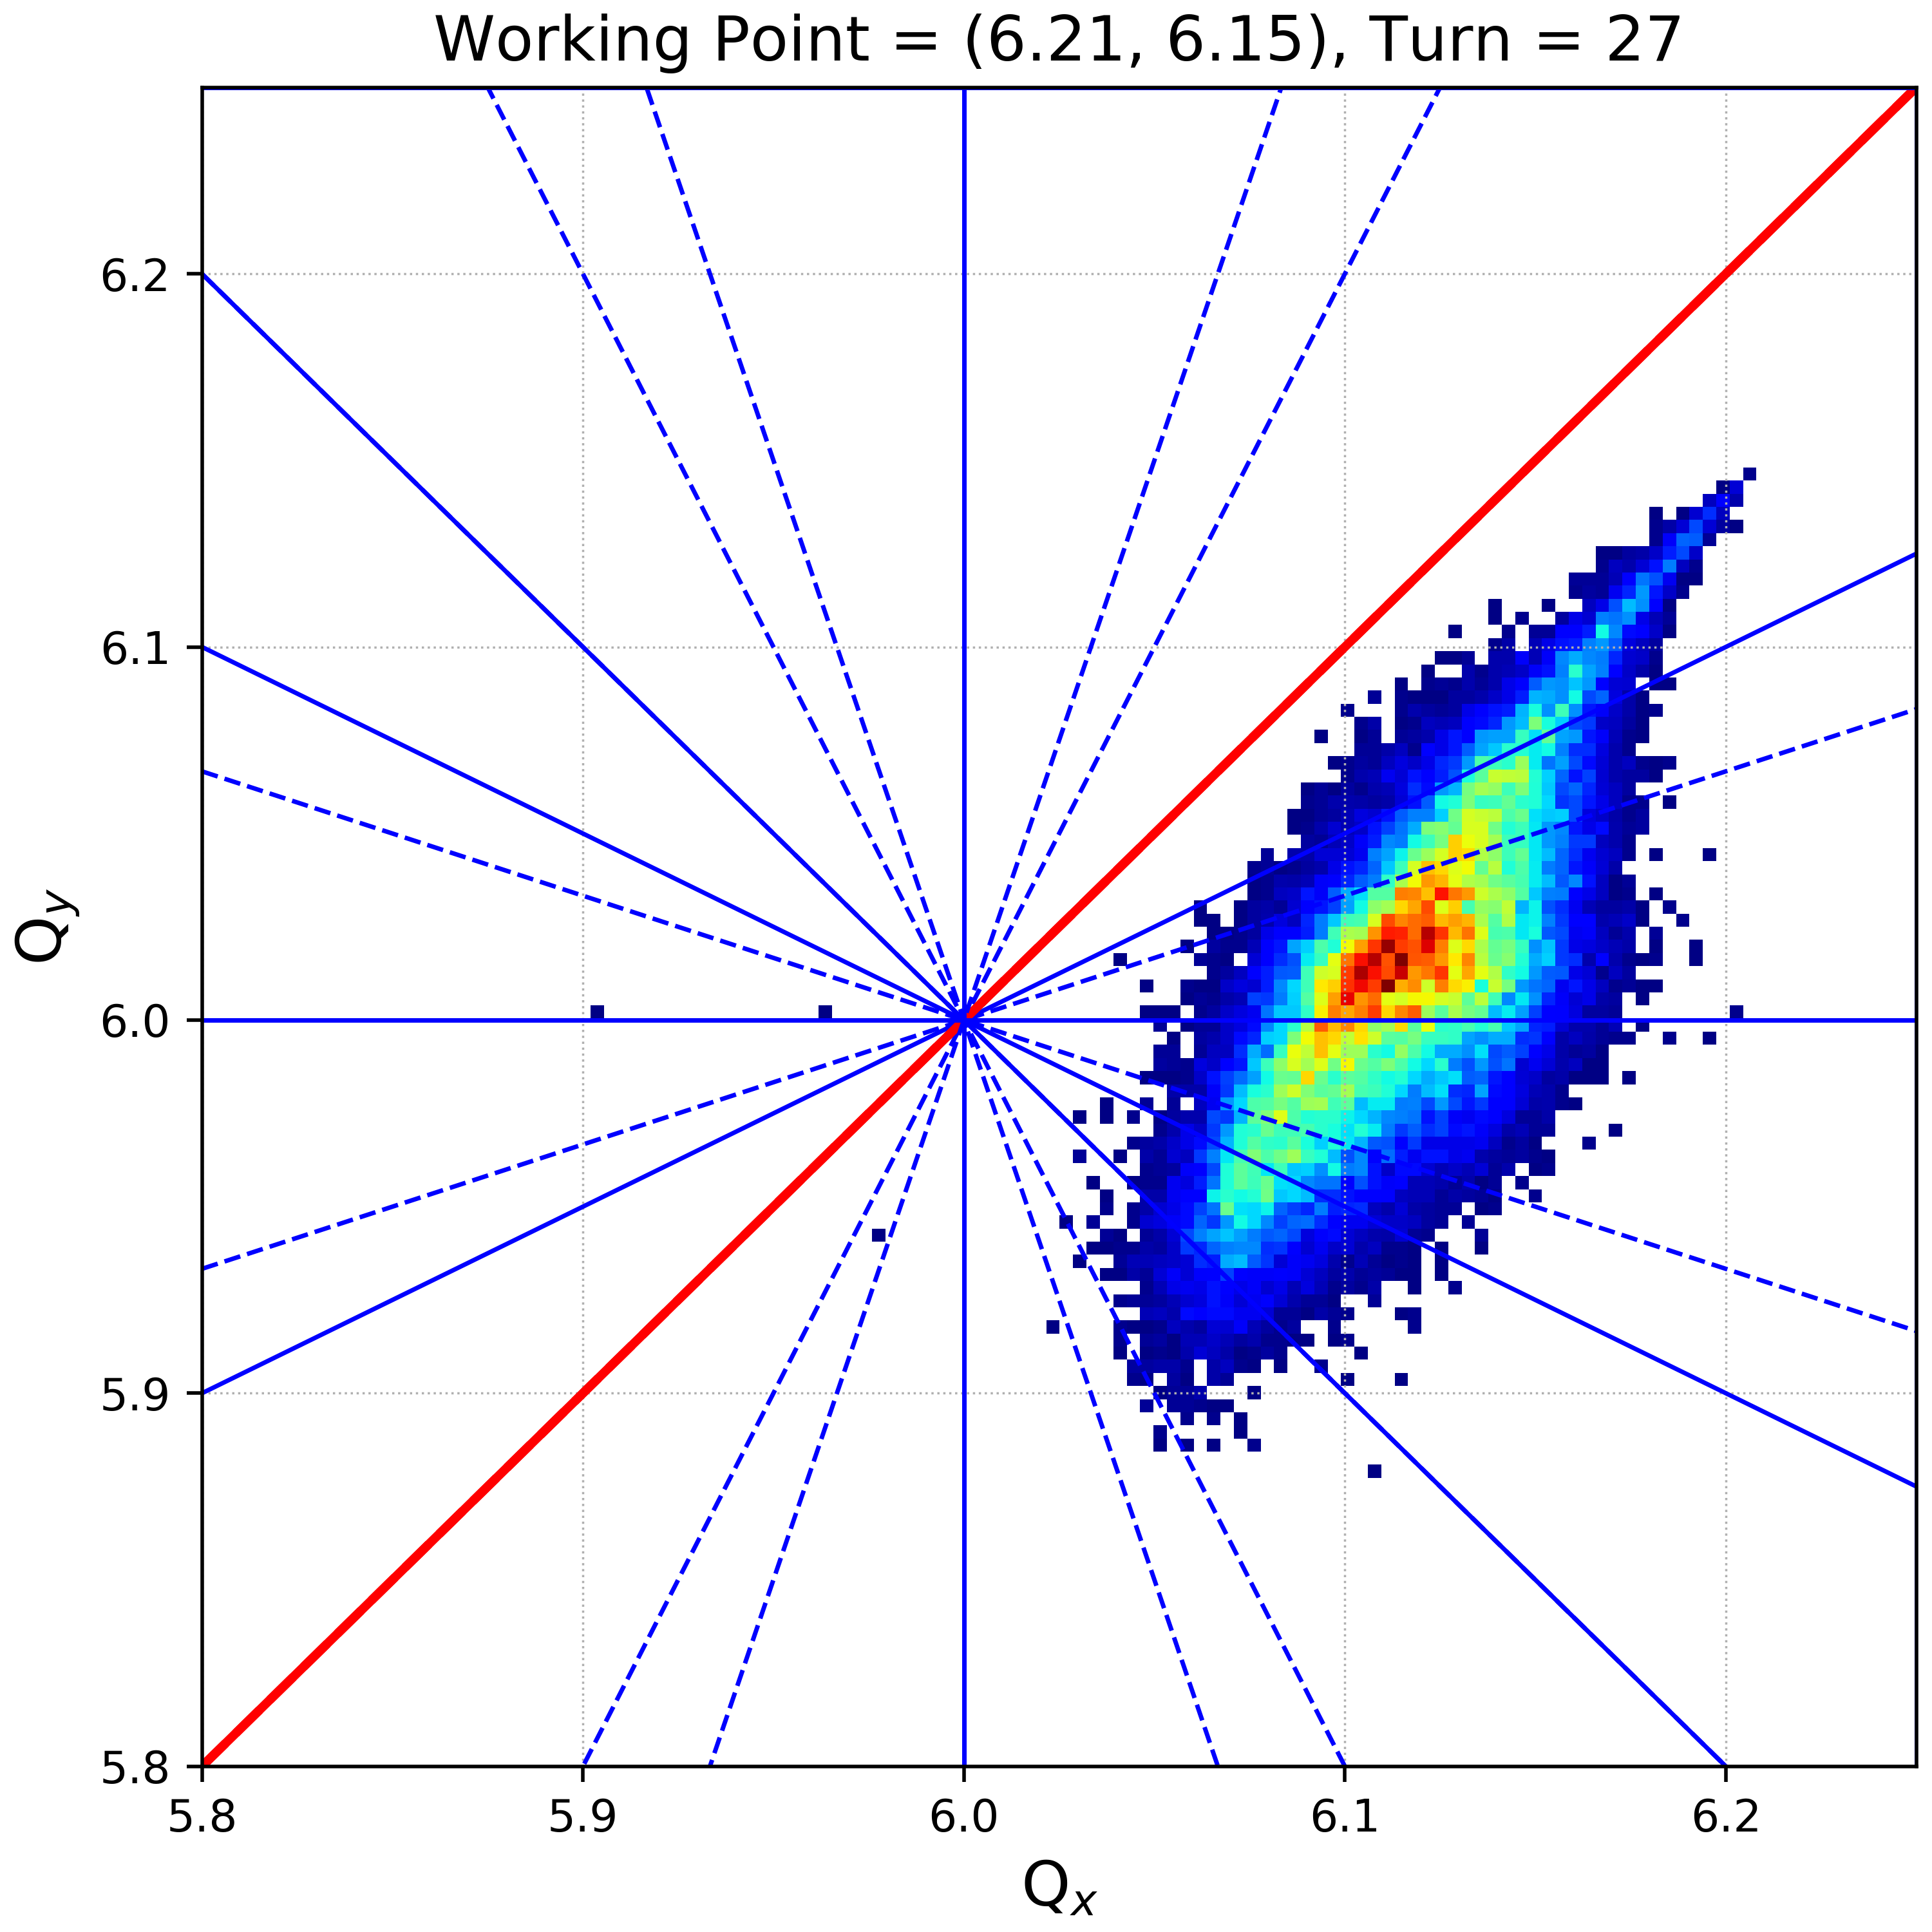 Working Point = (6.21, 6.15), Turn = 27
6.2
6.1
6.0
5.9
5.8
Qy
5.8 5.9 6.0 6.1 6.2
Qx